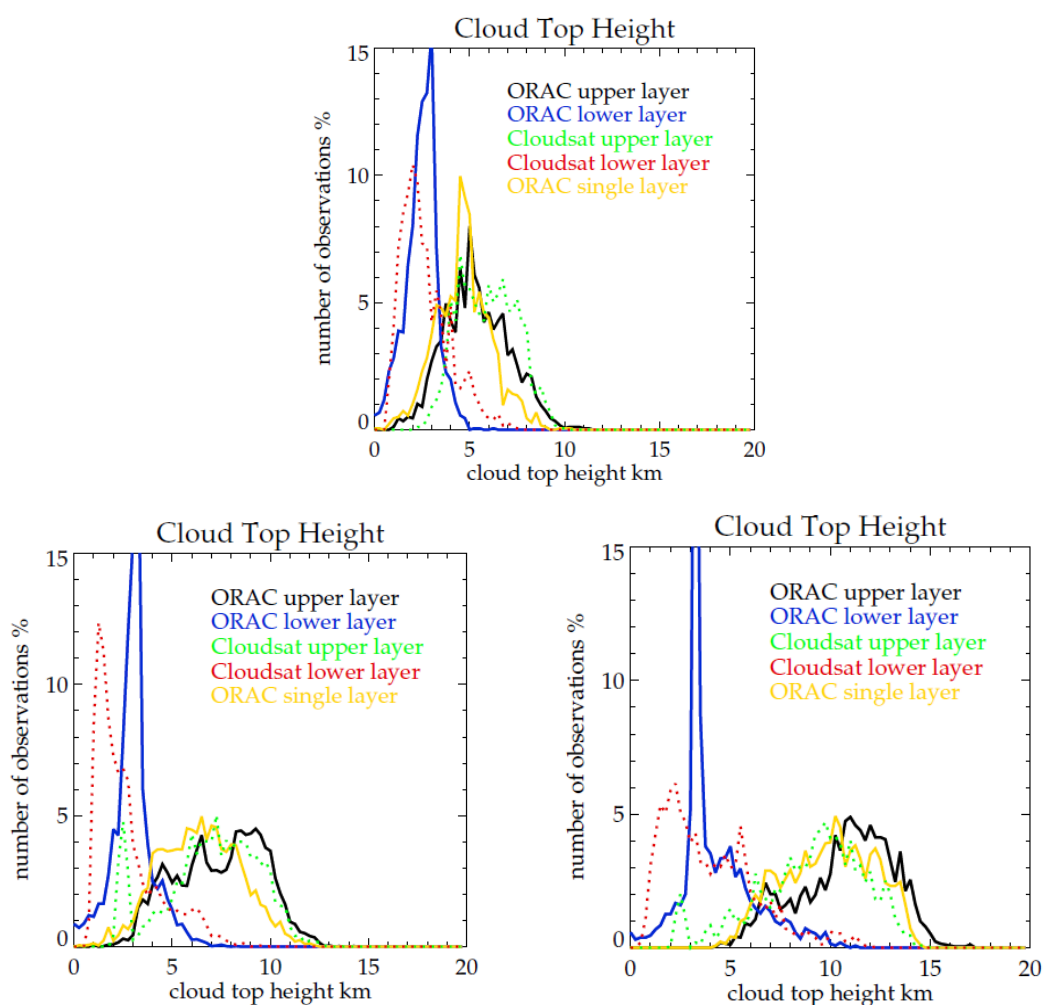 Cloud Top Height
15
10
5
0
number of observations %
ORAC upper layer
ORAC lower layer
Cloudsat upper layer
Cloudsat lower layer
ORAC single layer
0 5 10 15 20
cloud top height km
Cloud Top Height
15
10
5
0
number of observations %
ORAC upper layer
ORAC lower layer
Cloudsat upper layer
Cloudsat lower layer
ORAC single layer
0 5 10 15 20
cloud top height km
Cloud Top Height
15
10
5
0
number of observations %
ORAC upper layer
ORAC lower layer
Cloudsat upper layer
Cloudsat lower layer
ORAC single layer
0 5 10 15 20
cloud top height km